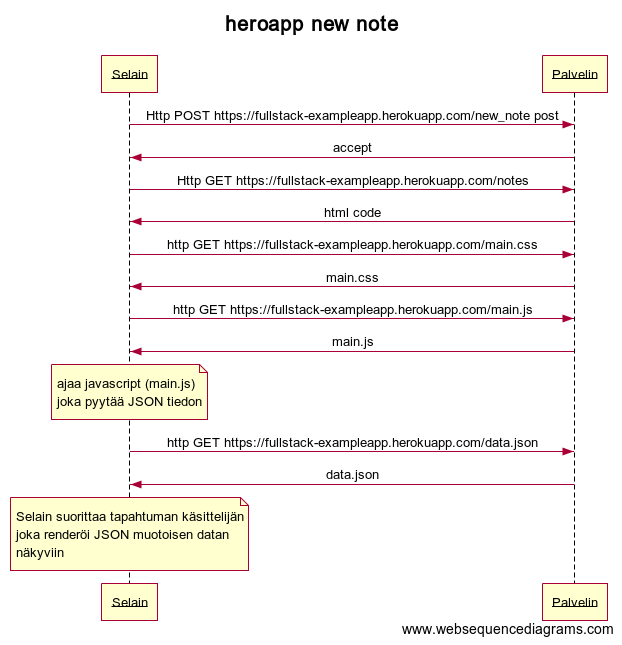 heroapp new note
Selain
Palvelin
Http POST https://fullstack-exampleapp.herokuapp.com/new_note post
accept
Http GET https://fullstack-exampleapp.herokuapp.com/notes
html code
http GET https://fullstack-exampleapp.herokuapp.com/main.css
main.css
http GET https://fullstack-exampleapp.herokuapp.com/main.js
main.js
ajaa javascript (main.js)
joka pyytää JSON tiedon
http GET https://fullstack-exampleapp.herokuapp.com/data.json
data.json
Selain suorittaa tapahtuman käsittelijän
joka renderöi JSON muotoisen datan
näkyviin
Selain
Palvelin
www.websequencediagrams.com